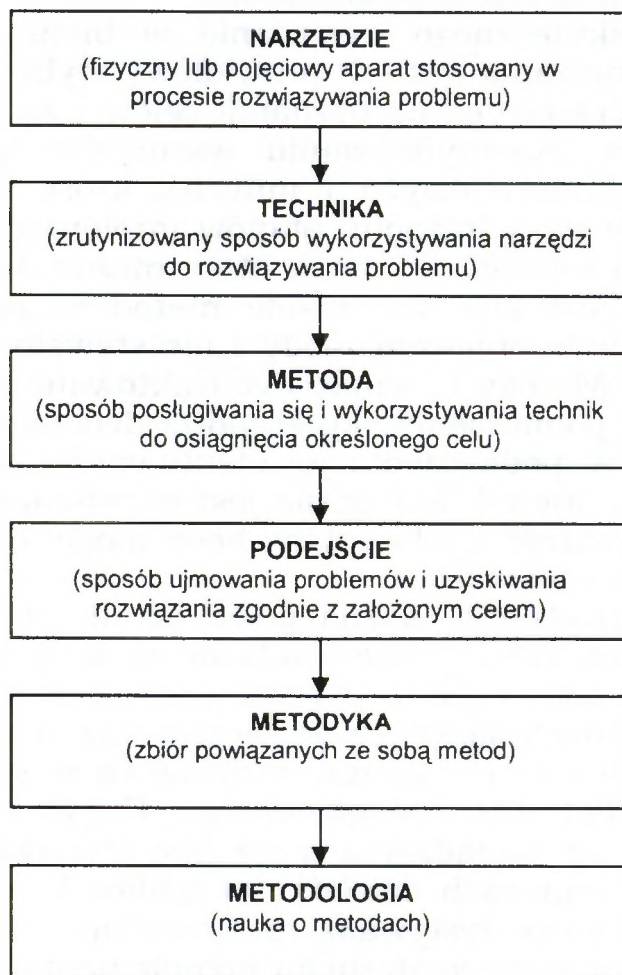 NARZĘDZIE
(fizyczny lub pojęciowy aparat stosowany w
procesie rozwiązywania problemu)
TECHNIKA
(zrutynizowany sposób wykorzystywania narzędzi
do rozwiązywania problemu)
METODA
(sposób posługiwania się i wykorzystywania technik
do osiągnięcia określonego celu)
PODEJŚCIE
(sposób ujmowania problemów i uzyskiwania
rozwiązania zgodnie z założonym celem)
METODYKA
(zbiór powiązanych ze sobą metod)
METODOLOGIA
(nauka o metodach)